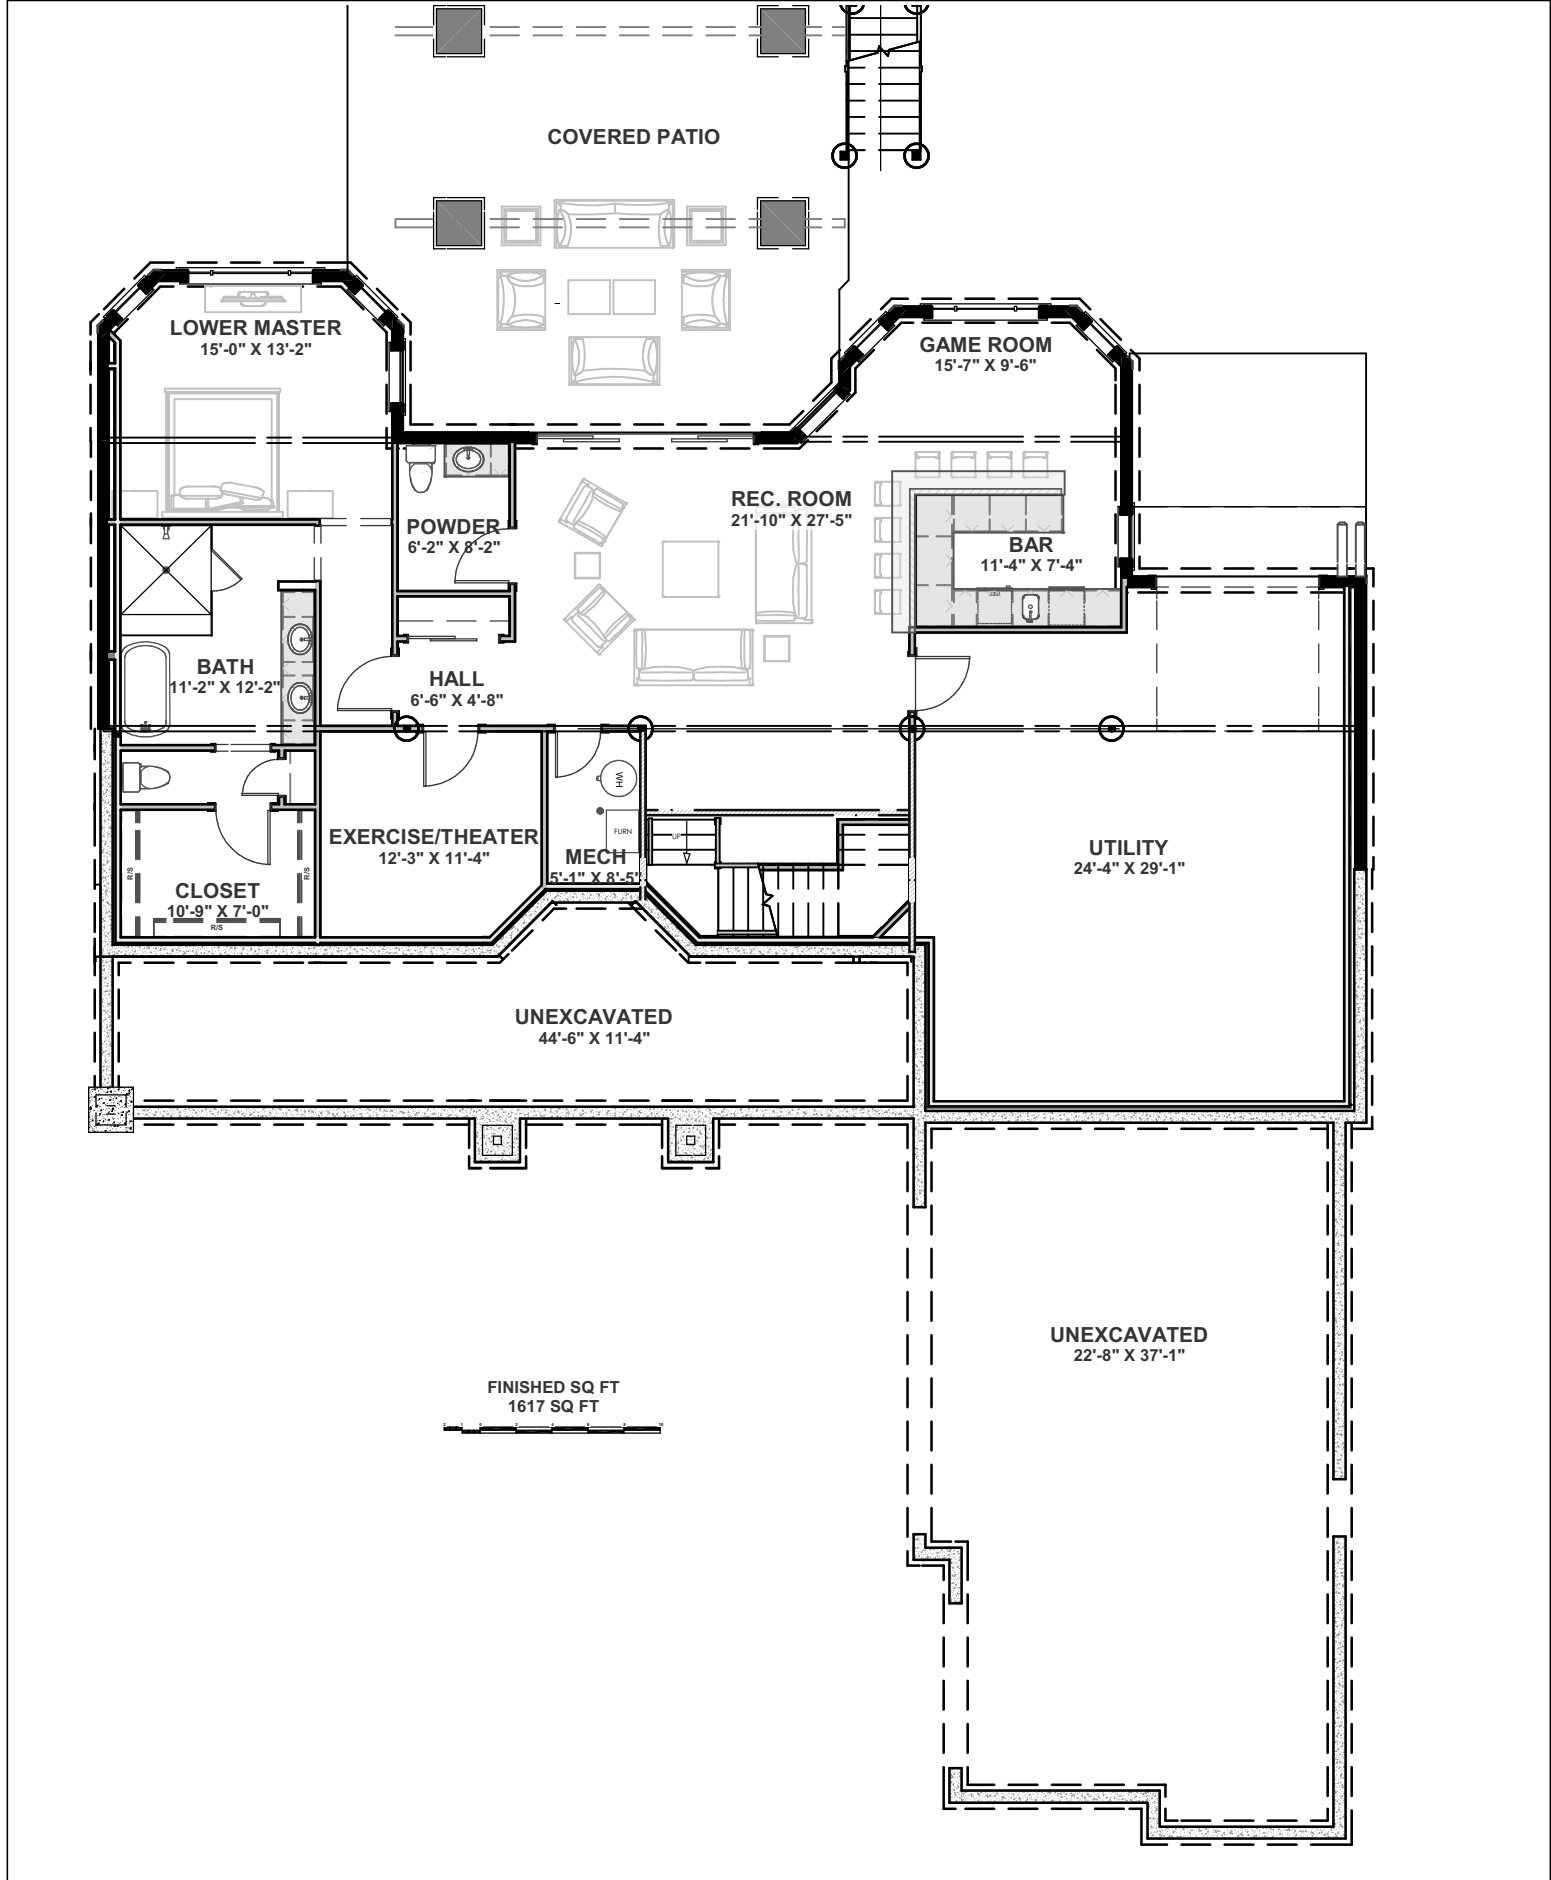 COVERED PATIO
LOWER MASTER
15'-0" X 13'-2"
GAME ROOM
15'-7" X 9'-6"
REC. ROOM
21'-10" X 27'-5"
POWDER
6'-2" X 8'-2"
BAR
11'-4" X 7'-4"
BATH
11'-2" X 12'-2"
HALL
6'-6" X 4'-8"
WH
FURN
UP
EXERCISE/THEATER
12'-3" X 11'-4"
MECH
5'-1" X 8'-5"
UTILITY
24'-4" X 29'-1"
R/S
R/S
CLOSET
10'-9" X 7'-0"
R/S
UNEXCAVATED
44'-6" X 11'-4"
UNEXCAVATED
22'-8" X 37'-1"
FINISHED SQ FT
1617 SQ FT